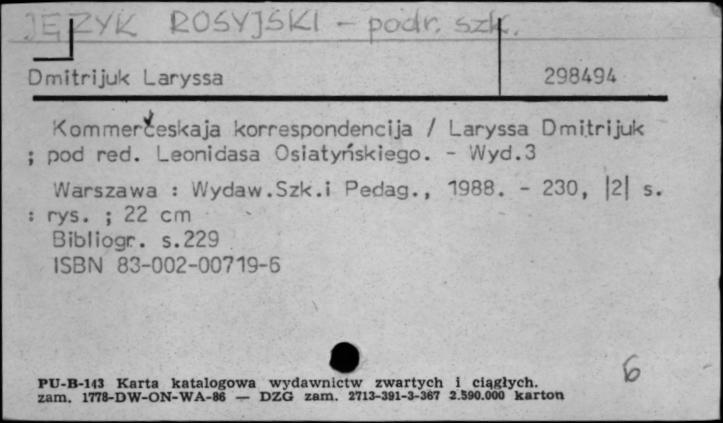 JĘZYK ROSYJSKI - podr. szk.
Dmitrijuk Laryssa 298494
Kommerčeskaja korrespondencija / Laryssa Dmitrijuk
; pod red. Leonidasa Osiatyńskiego. - Wyd.3
Warszawa : Wydaw.Szk.i Pedag., 1988. - 230, |2| s.
: rys. ; 22 cm
Bibliogr. s.229
ISBN 83-002-00719-6
6
PU-B-143 Karta katalogowa wydawnictw zwartych i ciągłych.
zam. 1778-DW-ON-WA-86 — DZG zam. 2713-391-3-367 2.590.000 karton